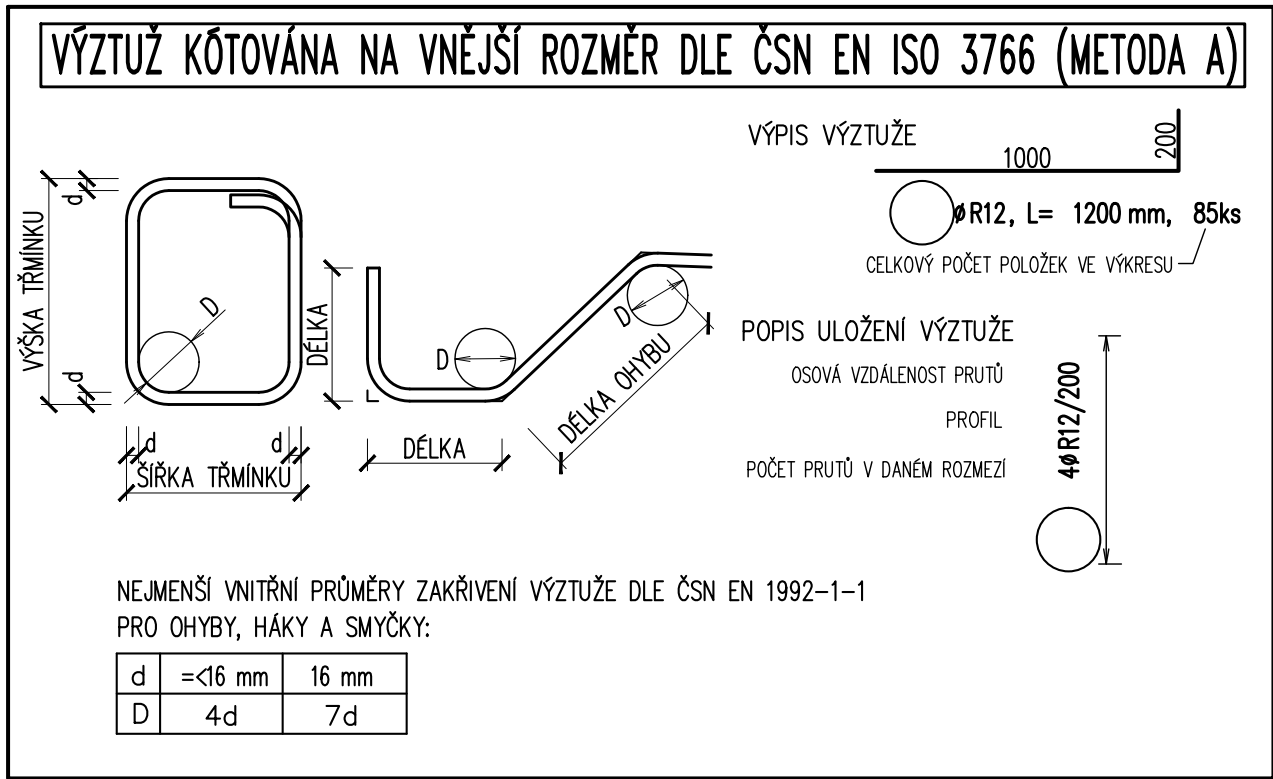 VÝZTUŽ KÓTOVÁNA NA VNĚJŠÍ ROZMĚR DLE ČSN EN ISO 3766 (METODA A)
VÝPIS VÝZTUŽE
1000
200
øR12, L= 1200 mm, 85ks
CELKOVÝ POČET POLOŽEK VE VÝKRESU
d
VÝŠKA TŘMÍNKU
D
d
d
d
ŠÍŘKA TŘMÍNKU
DÉLKA
D
DÉLKA
D
DÉLKA OHYBU
POPIS ULOŽENÍ VÝZTUŽE
OSOVÁ VZDÁLENOST PRUTŮ
PROFIL
POČET PRUTŮ V DANÉM ROZMEZÍ
4øR12/200
NEJMENŠÍ VNITŘNÍ PRŮMĚRY ZAKŘIVENÍ VÝZTUŽE DLE ČSN EN 1992-1-1
PRO OHYBY, HÁKY A SMYČKY:
d =<16 mm 16 mm
D 4d 7d